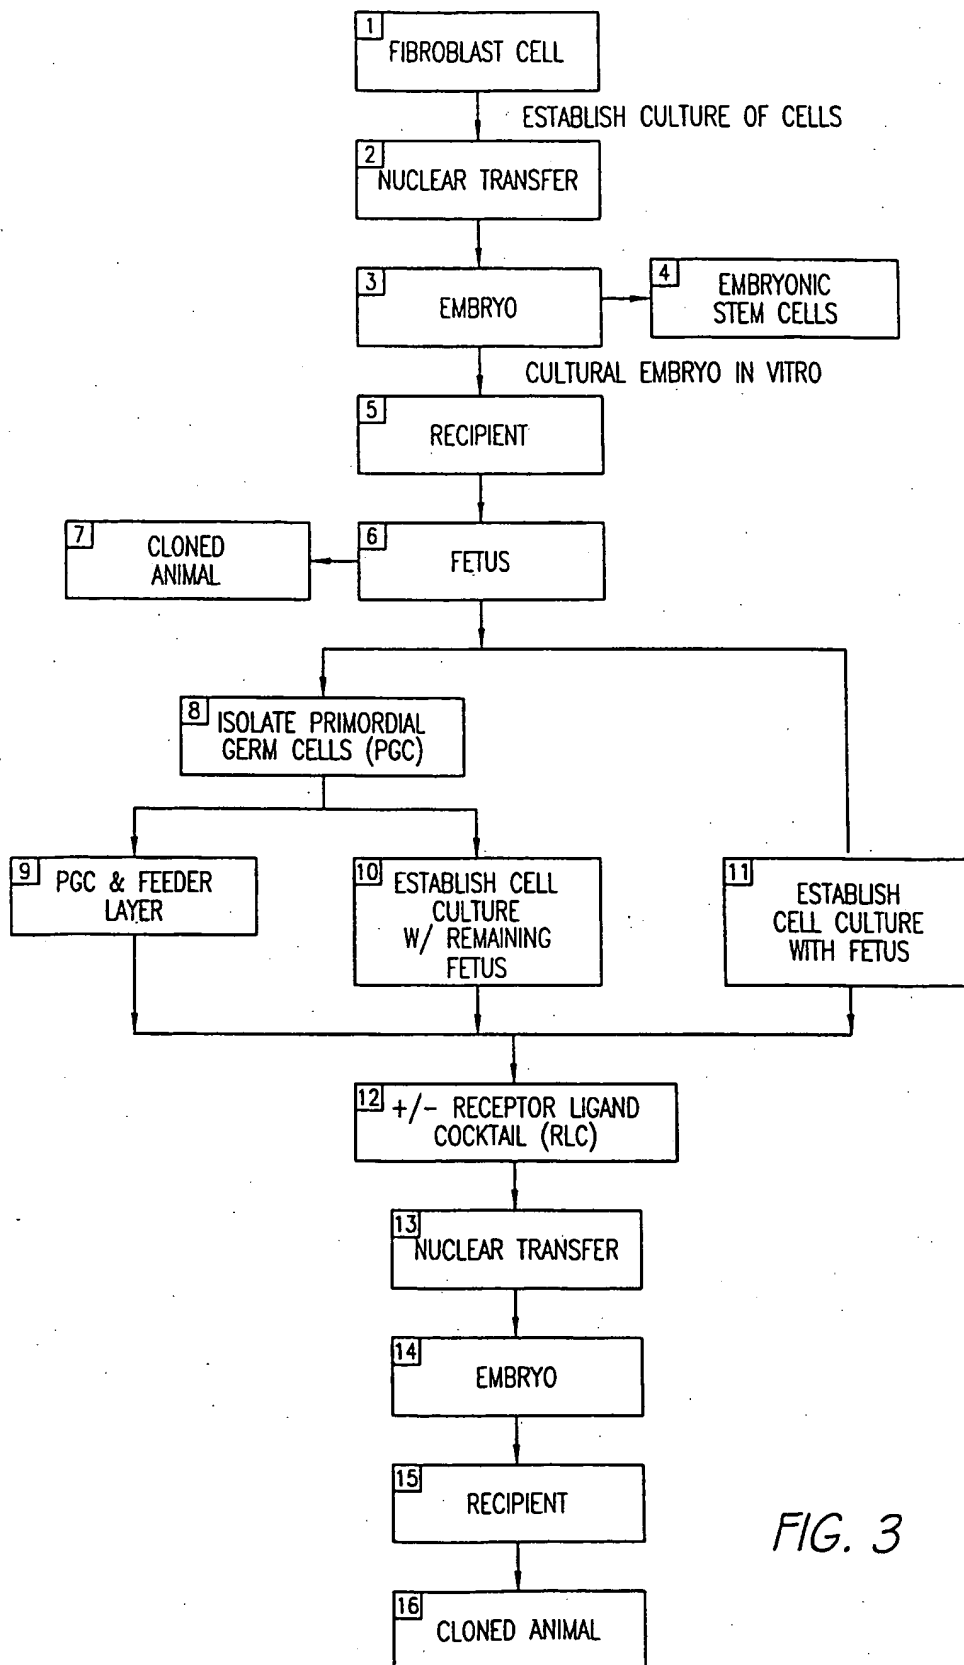 1
FIBROBLAST CELL
ESTABLISH CULTURE OF CELLS
2
NUCLEAR TRANSFER
3
EMBRYO
4
EMBRYONIC
STEM CELLS
CULTURAL EMBRYO IN VITRO
5
RECIPIENT
7
CLONED
ANIMAL
6
FETUS
8
ISOLATE PRIMORDIAL
GERM CELLS (PGC)
9
PGC & FEEDER
LAYER
10
ESTABLISH CELL
CULTURE
W/ REMAINING
FETUS
11
ESTABLISH
CELL CULTURE
WITH FETUS
12
+/- RECEPTOR LIGAND
COCKTAIL (RLC)
13
NUCLEAR TRANSFER
14
EMBRYO
15
RECIPIENT
FIG. 3
16
CLONED ANIMAL